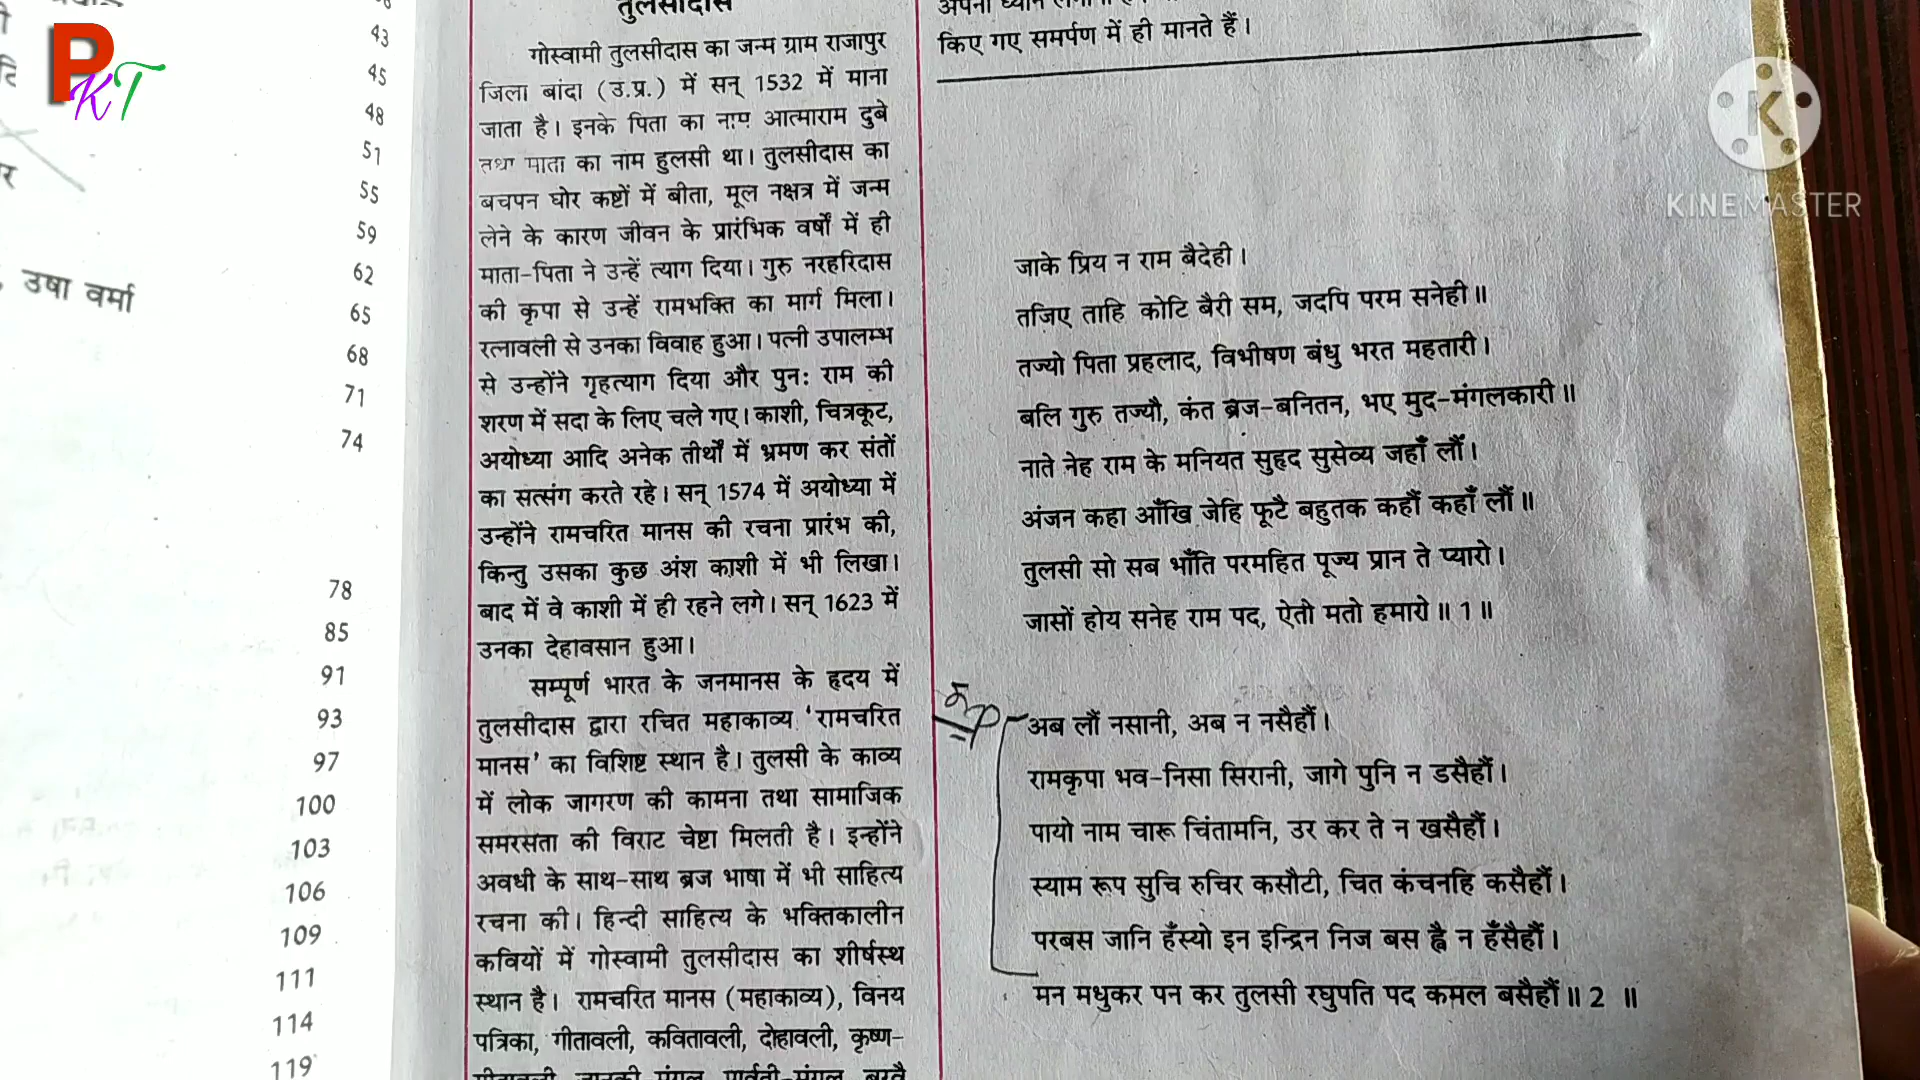 PKT
43
45
48
51
55
59
62
65
68
71
74
78
85
91
93
97
100
103
106
109
111
114
119
र
, उषा वर्मा
तुलसीदास
गोस्वामी तुलसीदास का जन्म ग्राम राजापुर
जिला बांदा (उ.प्र.) में सन् 1532 में माना
जाता है। इनके पिता का नाम आत्माराम दुबे
तथा माता का नाम हुलसी था। तुलसीदास का
बचपन घोर कष्टों में बीता, मूल नक्षत्र में जन्म
लेने के कारण जीवन के प्रारंभिक वर्षों में ही
माता-पिता ने उन्हें त्याग दिया। गुरु नरहरिदास
की कृपा से उन्हें रामभक्ति का मार्ग मिला।
रत्नावली से उनका विवाह हुआ। पत्नी उपालम्भ
से उन्होंने गृहत्याग दिया और पुनः राम की
शरण में सदा के लिए चले गए। काशी, चित्रकूट,
अयोध्या आदि अनेक तीर्थों में भ्रमण कर संतों
का सत्संग करते रहे। सन् 1574 में अयोध्या में
उन्होंने रामचरित मानस की रचना प्रारंभ की,
किन्तु उसका कुछ अंश काशी में भी लिखा।
बाद में वे काशी में ही रहने लगे। सन् 1623 में
उनका देहावसान हुआ।
सम्पूर्ण भारत के जनमानस के हृदय में
तुलसीदास द्वारा रचित महाकाव्य 'रामचरित
मानस' का विशिष्ट स्थान है। तुलसी के काव्य
में लोक जागरण की कामना तथा सामाजिक
समरसता की विराट चेष्टा मिलती है। इन्होंने
अवधी के साथ-साथ ब्रज भाषा में भी साहित्य
रचना की। हिन्दी साहित्य के भक्तिकालीन
कवियों में गोस्वामी तुलसीदास का शीर्षस्थ
स्थान है। रामचरित मानस (महाकाव्य), विनय
पत्रिका, गीतावली, कवितावली, दोहावली, कृष्ण-
गीतावली, जानकी मंगल, पार्वती-मंगल, बरवै
अपना ध्यान
किए गए समर्पण में ही मानते हैं।
KINEMASTER
जाके प्रिय न राम बैदेही।
तजिए ताहि कोटि बैरी सम, जदपि परम सनेही॥
तज्यो पिता प्रहलाद, विभीषण बंधु भरत महतारी।
बलि गुरु तज्यौ, कंत ब्रज-बनितन, भए मुद-मंगलकारी॥
नाते नेह राम के मनियत सुहृद सुसेव्य जहाँ लौं।
अंजन कहा आँखि जेहि फूटै बहुतक कहौं कहाँ लौं॥
तुलसी सो सब भाँति परमहित पूज्य प्रान ते प्यारो।
जासों होय सनेह राम पद, ऐतो मतो हमारो॥ 1॥
अब लौं नसानी, अब न नसैहौं।
रामकृपा भव-निसा सिरानी, जागे पुनि न डसैहौं।
पायो नाम चारू चिंतामनि, उर कर ते न खसैहौं।
स्याम रूप सुचि रुचिर कसौटी, चित कंचनहि कसैहौं।
परबस जानि हँस्यो इन इन्द्रिन निज बस ह्वै न हँसैहौं।
मन मधुकर पन कर तुलसी रघुपति पद कमल बसैहौं॥ 2 ॥